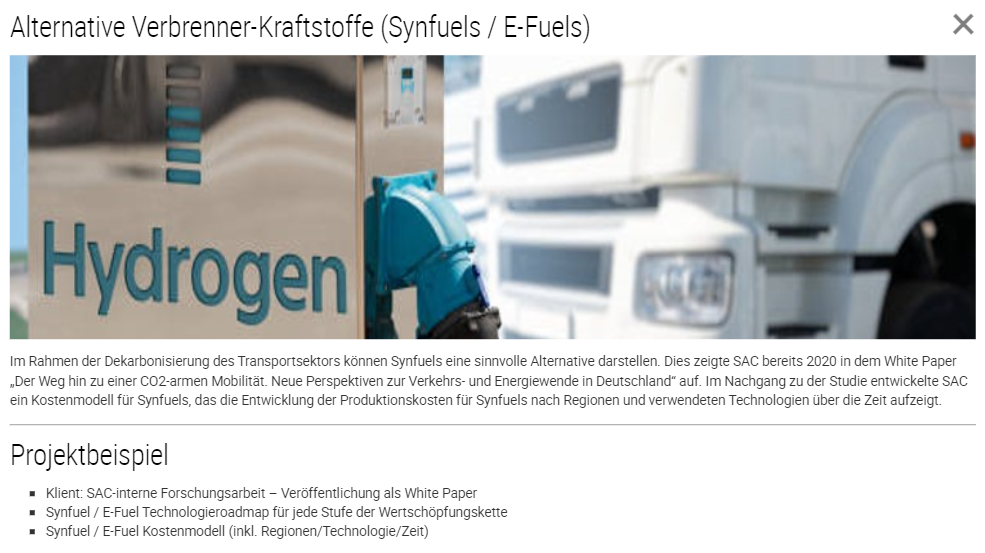 Alternative Verbrenner-Kraftstoffe (Synfuels / E-Fuels)
Hydrogen
Im Rahmen der Dekarbonisierung des Transportsektors können Synfuels eine sinnvolle Alternative darstellen. Dies zeigte SAC bereits 2020 in dem White Paper
„Der Weg hin zu einer CO2-armen Mobilität. Neue Perspektiven zur Verkehrs- und Energiewende in Deutschland“ auf. Im Nachgang zu der Studie entwickelte SAC
ein Kostenmodell für Synfuels, das die Entwicklung der Produktionskosten für Synfuels nach Regionen und verwendeten Technologien über die Zeit aufzeigt.
Projektbeispiel
Klient: SAC-interne Forschungsarbeit – Veröffentlichung als White Paper
Synfuel / E-Fuel Technologieroadmap für jede Stufe der Wertschöpfungskette
Synfuel / E-Fuel Kostenmodell (inkl. Regionen/Technologie/Zeit)